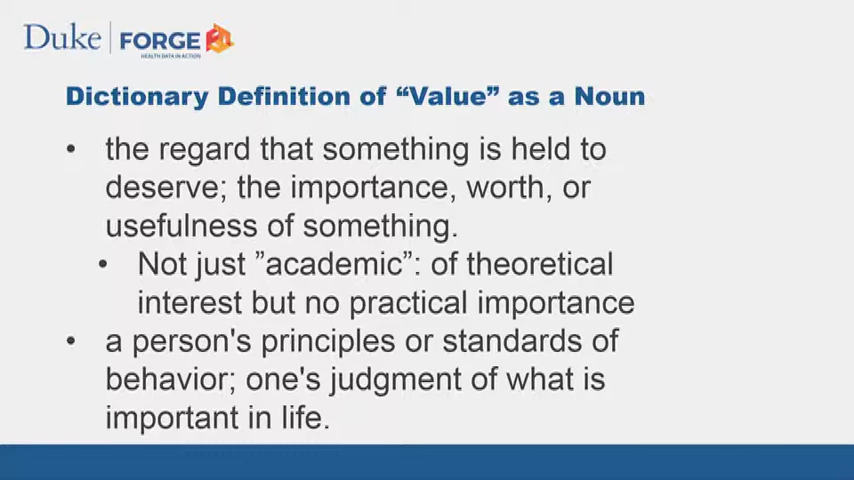 Duke FORGE
HEALTH DATA IN ACTION
Dictionary Definition of “Value” as a Noun
• the regard that something is held to
deserve; the importance, worth, or
usefulness of something.
• Not just ”academic”: of theoretical
interest but no practical importance
• a person's principles or standards of
behavior; one's judgment of what is
important in life.